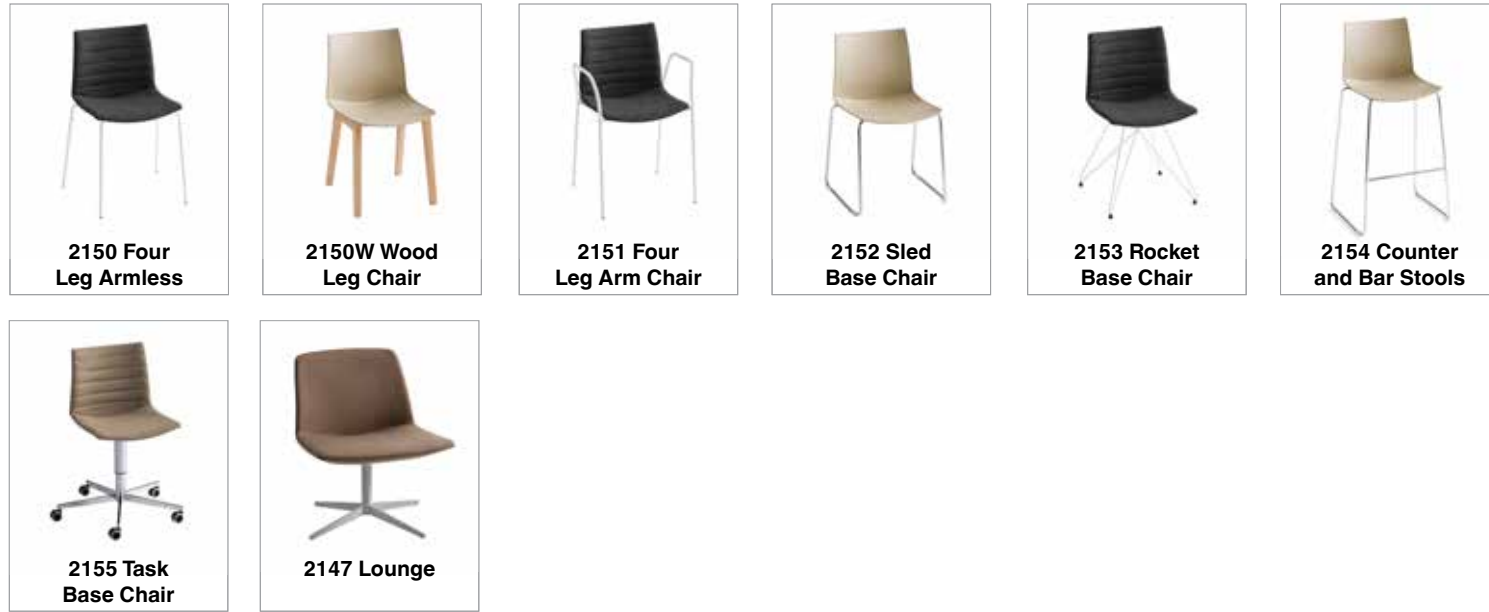 2150 Four
Leg Armless
2150W Wood
Leg Chair
2151 Four
Leg Arm Chair
2152 Sled
Base Chair
2153 Rocket
Base Chair
2154 Counter
and Bar Stools
2155 Task
Base Chair
2147 Lounge